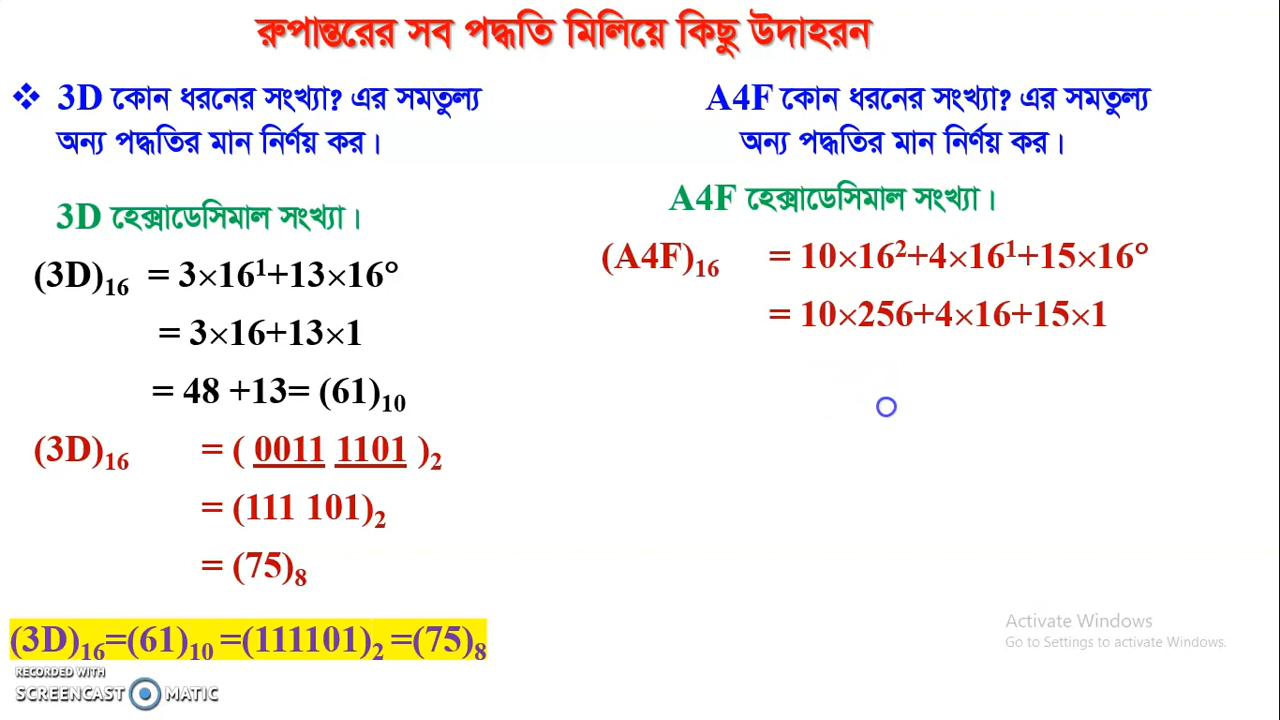 রুপান্তরের সব পদ্ধতি মিলিয়ে কিছু উদাহরন
❖ 3D কোন ধরনের সংখ্যা? এর সমতুল্য
অন্য পদ্ধতির মান নির্ণয় কর।
3D হেক্সাডেসিমাল সংখ্যা।
(3D)₁₆ = 3×16¹+13×16°
= 3×16+13×1
= 48 +13= (61)₁₀
(3D)₁₆ = ( 0011 1101 )₂
= (111 101)₂
= (75)₈
(3D)₁₆=(61)₁₀ =(111101)₂ =(75)₈
A4F কোন ধরনের সংখ্যা? এর সমতুল্য
অন্য পদ্ধতির মান নির্ণয় কর।
A4F হেক্সাডেসিমাল সংখ্যা।
(A4F)₁₆ = 10×16²+4×16¹+15×16°
= 10×256+4×16+15×1
Activate Windows
Go to Settings to activate Windows.
RECORDED WITH
SCREENCAST MATIC